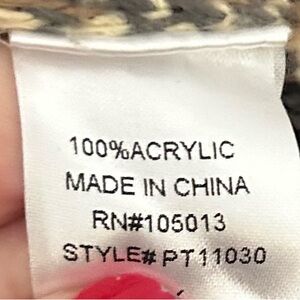 100%ACRYLIC
MADE IN CHINA
RN#105013
STYLE# PT11030